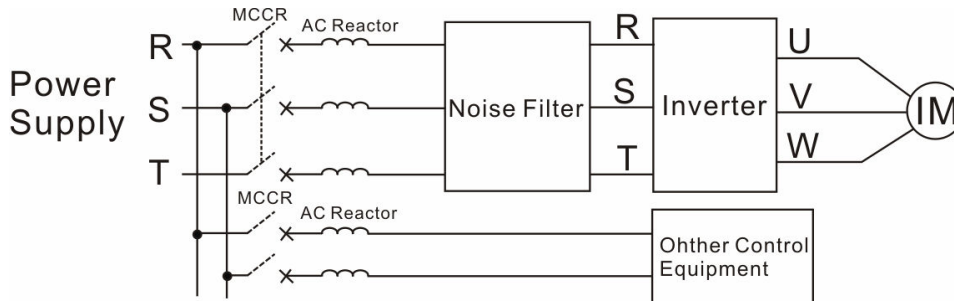 MCCR
AC Reactor
R
R
U
Power
Supply
S
Noise Filter
S
Inverter
V
IM
T
T
W
MCCR
AC Reactor
Ohther Control
Equipment